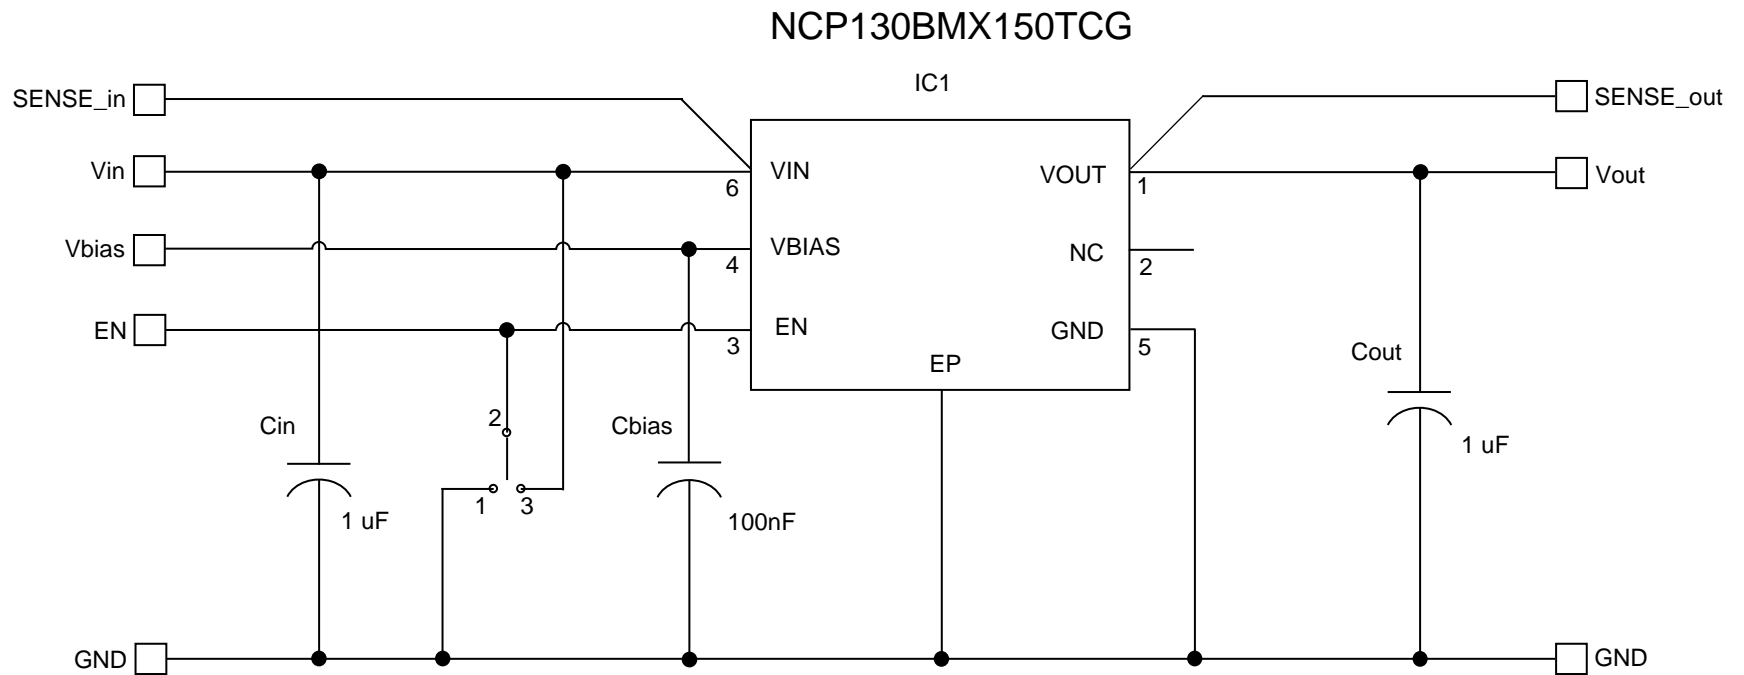 NCP130BMX150TCG
IC1
SENSE_in
SENSE_out
Vin
VIN
6
VOUT
1
Vout
Vbias
VBIAS
4
NC
2
EN
EN
3
GND
5
EP
Cout
1 uF
Cin
1 uF
2
1
3
Cbias
100nF
GND
GND